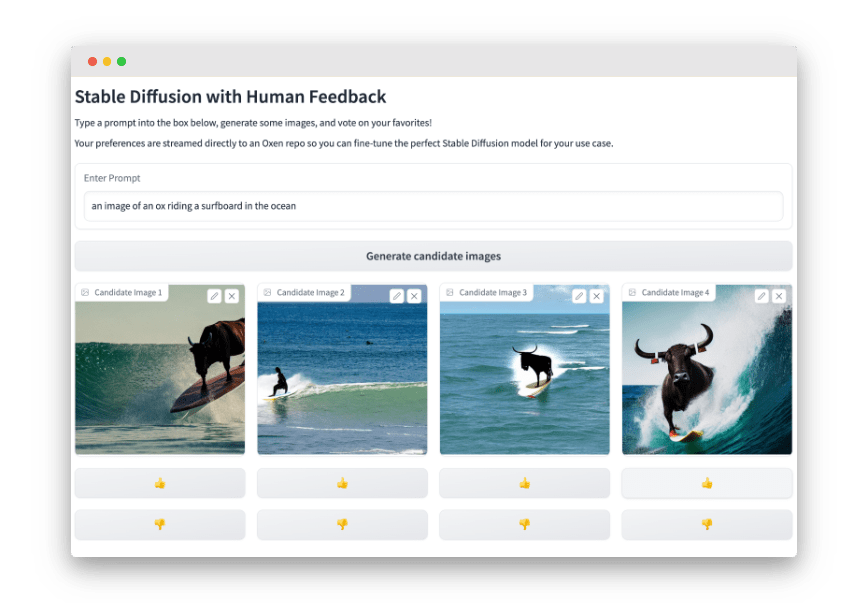 Stable Diffusion with Human Feedback
Type a prompt into the box below, generate some images, and vote on your favorites!
Your preferences are streamed directly to an Oxen repo so you can fine-tune the perfect Stable Diffusion model for your use case.
Enter Prompt
an image of an ox riding a surfboard in the ocean
Generate candidate images
Candidate Image 1
Candidate Image 2
Candidate Image 3
Candidate Image 4